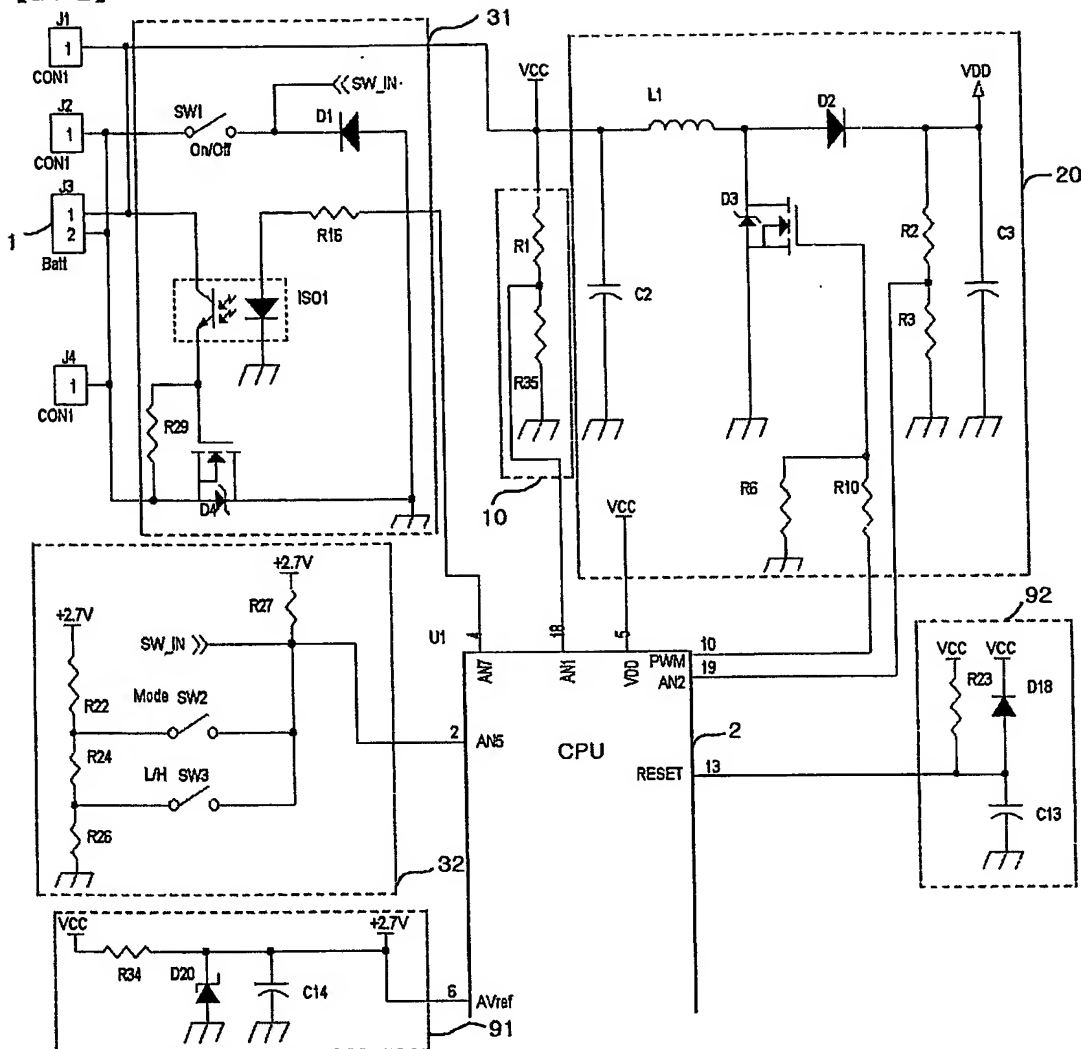 J1
1
CON1
31
VCC
SW_IN
SW1
On/Off
D1
J2
1
CON1
L1
D2
VDD
20
J3
1
2
Batt
1
R16
ISO1
R1
R35
C2
D3
R2
R3
C3
J4
1
CON1
R29
D4
10
VCC
R6
R10
+2.7V
R27
+2.7V
SW_IN
R22
Mode SW2
R24
L/H SW3
R26
32
U1
4
AN7
18
AN1
5
VDD
PWM
10
AN2
19
2
AN5
CPU
2
RESET
13
92
VCC
VCC
R23
D18
C13
VCC
+2.7V
R34
D20
C14
6
AVref
91